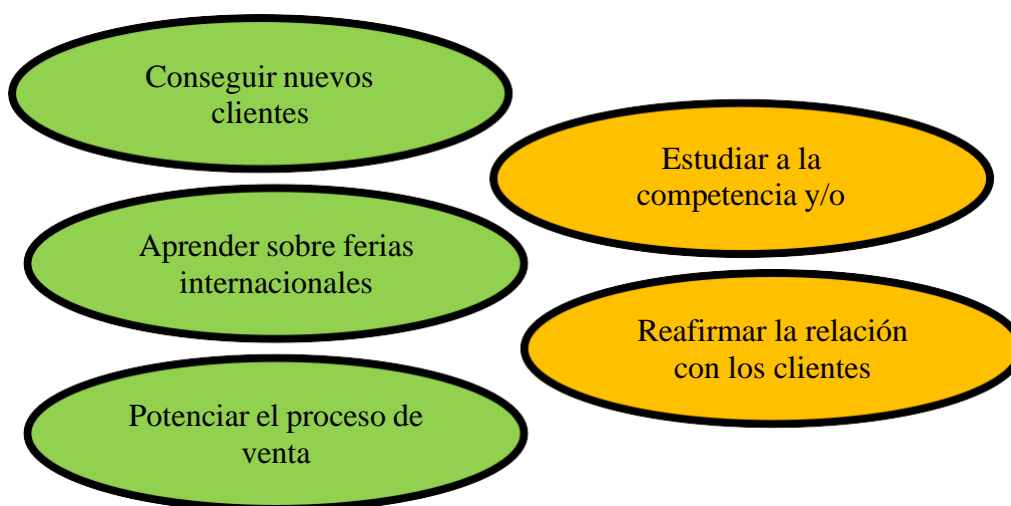 Conseguir nuevos
clientes
Aprender sobre ferias
internacionales
Potenciar el proceso de
venta
Estudiar a la
competencia y/o
Reafirmar la relación
con los clientes